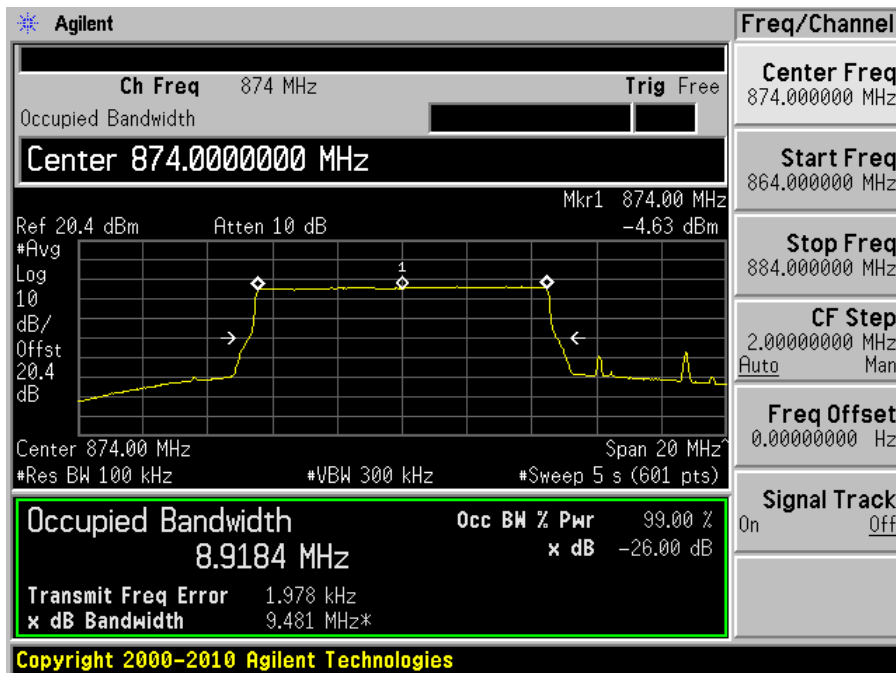 Agilent
Freq/Channel
Ch Freq 874 MHz Trig Free
Occupied Bandwidth
Center 874.0000000 MHz
Mkr1 874.00 MHz
Ref 20.4 dBm Atten 10 dB -4.63 dBm
#Avg
Log
10
dB/
Offst
20.4
dB
1
Center 874.00 MHz Span 20 MHz^
#Res BW 100 kHz #VBW 300 kHz #Sweep 5 s (601 pts)
Occupied Bandwidth Occ BW % Pwr 99.00 %
8.9184 MHz x dB -26.00 dB
Transmit Freq Error 1.978 kHz
x dB Bandwidth 9.481 MHz*
Center Freq
874.000000 MHz
Start Freq
864.000000 MHz
Stop Freq
884.000000 MHz
CF Step
2.00000000 MHz
Auto Man
Freq Offset
0.00000000 Hz
Signal Track
On Off
Copyright 2000-2010 Agilent Technologies